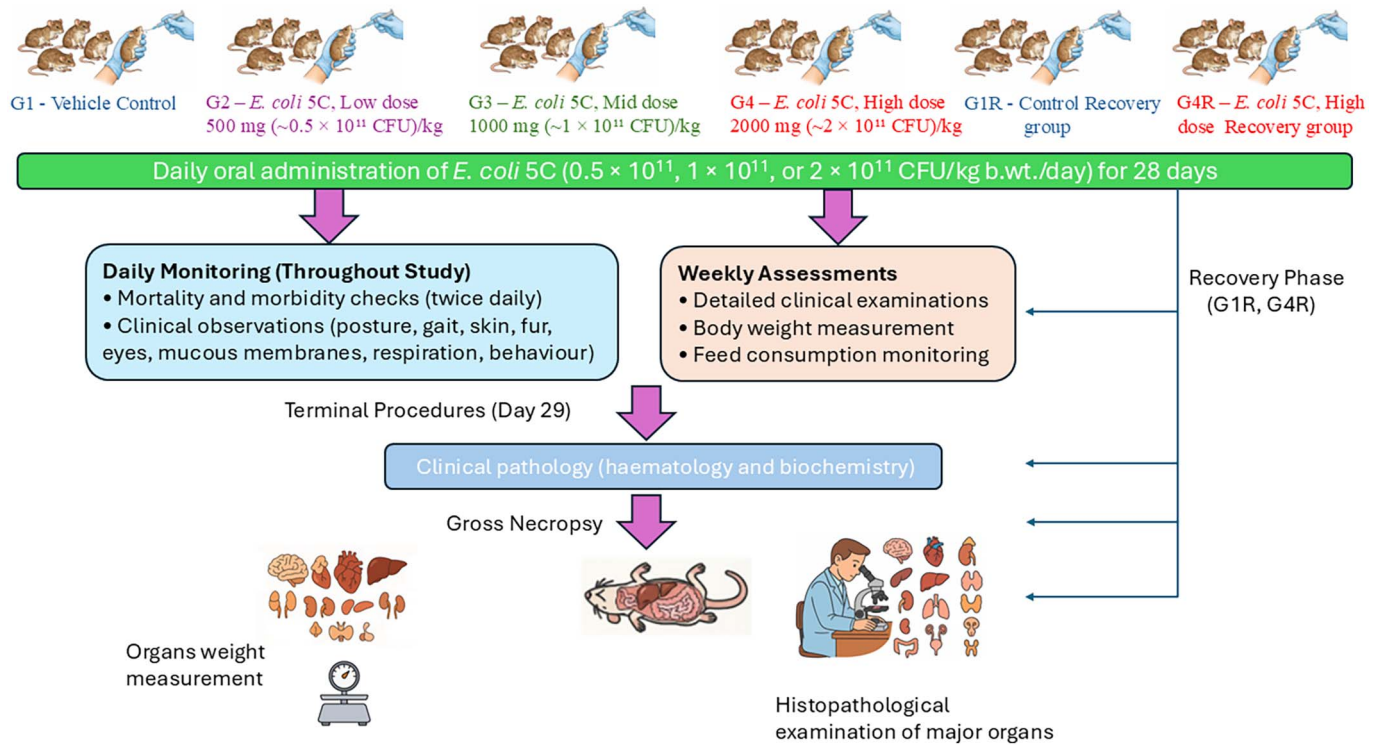 G1 - Vehicle Control
G2 – E. coli 5C, Low dose
500 mg (~0.5 × 10¹¹ CFU)/kg
G3 – E. coli 5C, Mid dose
1000 mg (~1 × 10¹¹ CFU)/kg
G4 – E. coli 5C, High dose
2000 mg (~2 × 10¹¹ CFU)/kg
G1R - Control Recovery
group
G4R – E. coli 5C, High
dose Recovery group
Daily oral administration of E. coli 5C (0.5 × 10¹¹, 1 × 10¹¹, or 2 × 10¹¹ CFU/kg b.wt./day) for 28 days
Daily Monitoring (Throughout Study)
• Mortality and morbidity checks (twice daily)
• Clinical observations (posture, gait, skin, fur,
eyes, mucous membranes, respiration, behaviour)
Weekly Assessments
• Detailed clinical examinations
• Body weight measurement
• Feed consumption monitoring
Recovery Phase
(G1R, G4R)
Terminal Procedures (Day 29)
Clinical pathology (haematology and biochemistry)
Gross Necropsy
Organs weight
measurement
Histopathological
examination of major organs